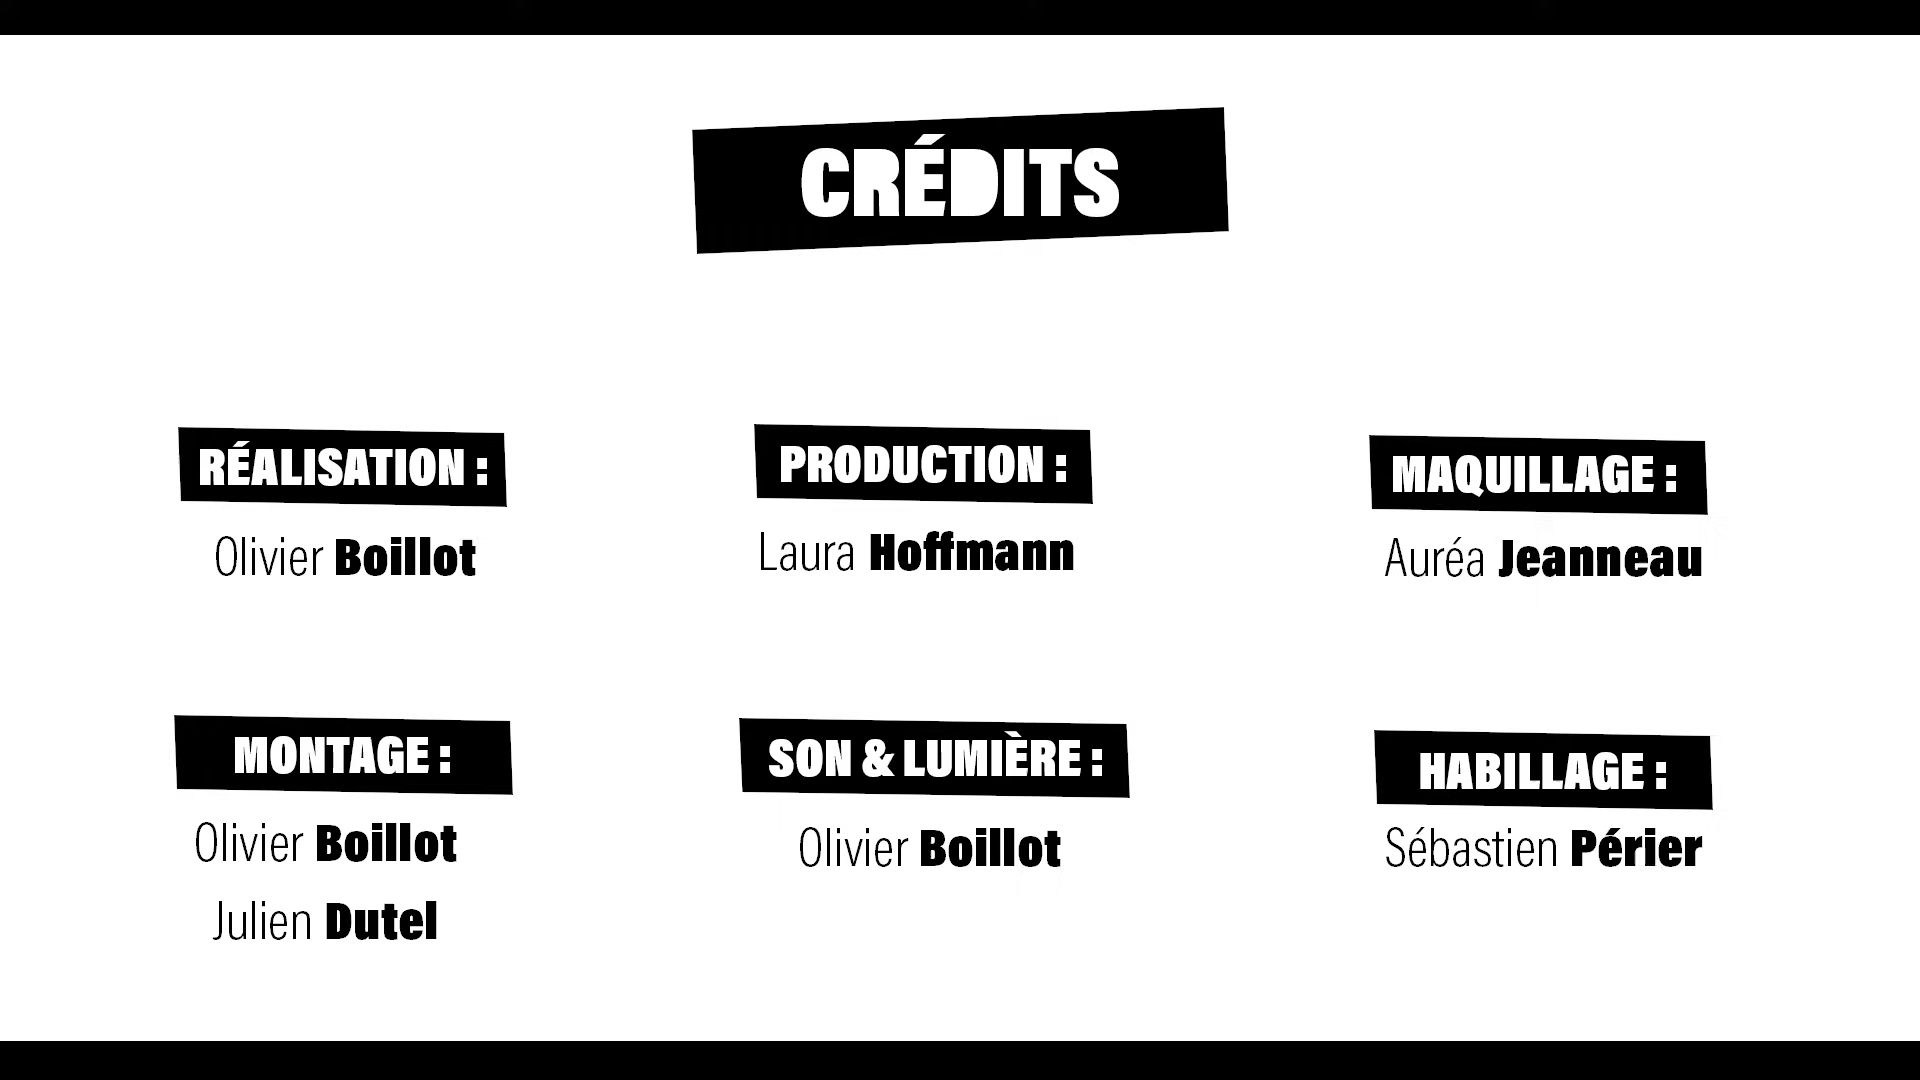 CRÉDITS
RÉALISATION :
Olivier Boillot
PRODUCTION :
Laura Hoffmann
MAQUILLAGE :
Auréa Jeanneau
MONTAGE :
Olivier Boillot
Julien Dutel
SON & LUMIÈRE :
Olivier Boillot
HABILLAGE :
Sébastien Périer